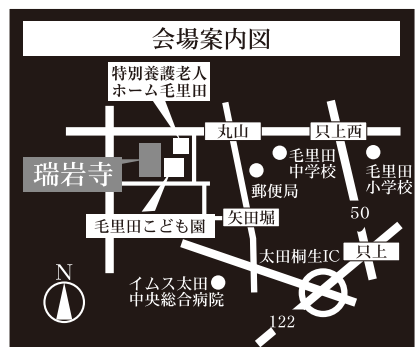 会場案内図
特別養護老人
ホーム毛里田
丸山
只上西
毛里田
中学校
毛里田
小学校
瑞岩寺
郵便局
毛里田こども園
矢田堀
50
太田桐生IC
只上
イムス太田
中央総合病院
N
122